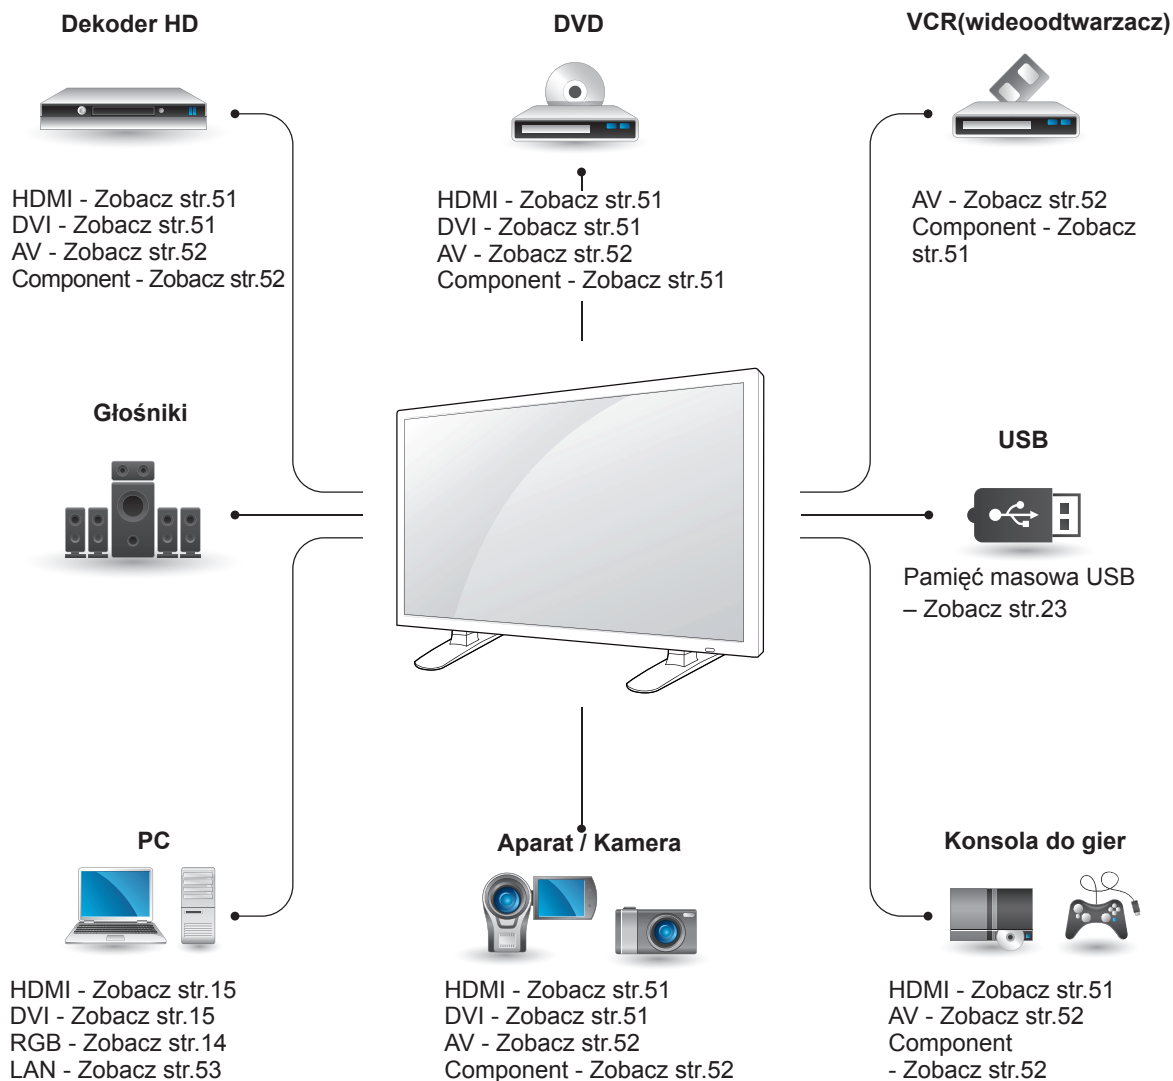 Dekoder HD
HDMI - Zobacz str.51
DVI - Zobacz str.51
AV - Zobacz str.52
Component - Zobacz str.52
DVD
HDMI - Zobacz str.51
DVI - Zobacz str.51
AV - Zobacz str.52
Component - Zobacz str.51
VCR(wideoodtwarzacz)
AV - Zobacz str.52
Component - Zobacz
str.51
Głośniki
USB
Pamięć masowa USB
– Zobacz str.23
PC
HDMI - Zobacz str.15
DVI - Zobacz str.15
RGB - Zobacz str.14
LAN - Zobacz str.53
Aparat / Kamera
HDMI - Zobacz str.51
DVI - Zobacz str.51
AV - Zobacz str.52
Component - Zobacz str.52
Konsola do gier
HDMI - Zobacz str.51
AV - Zobacz str.52
Component
- Zobacz str.52